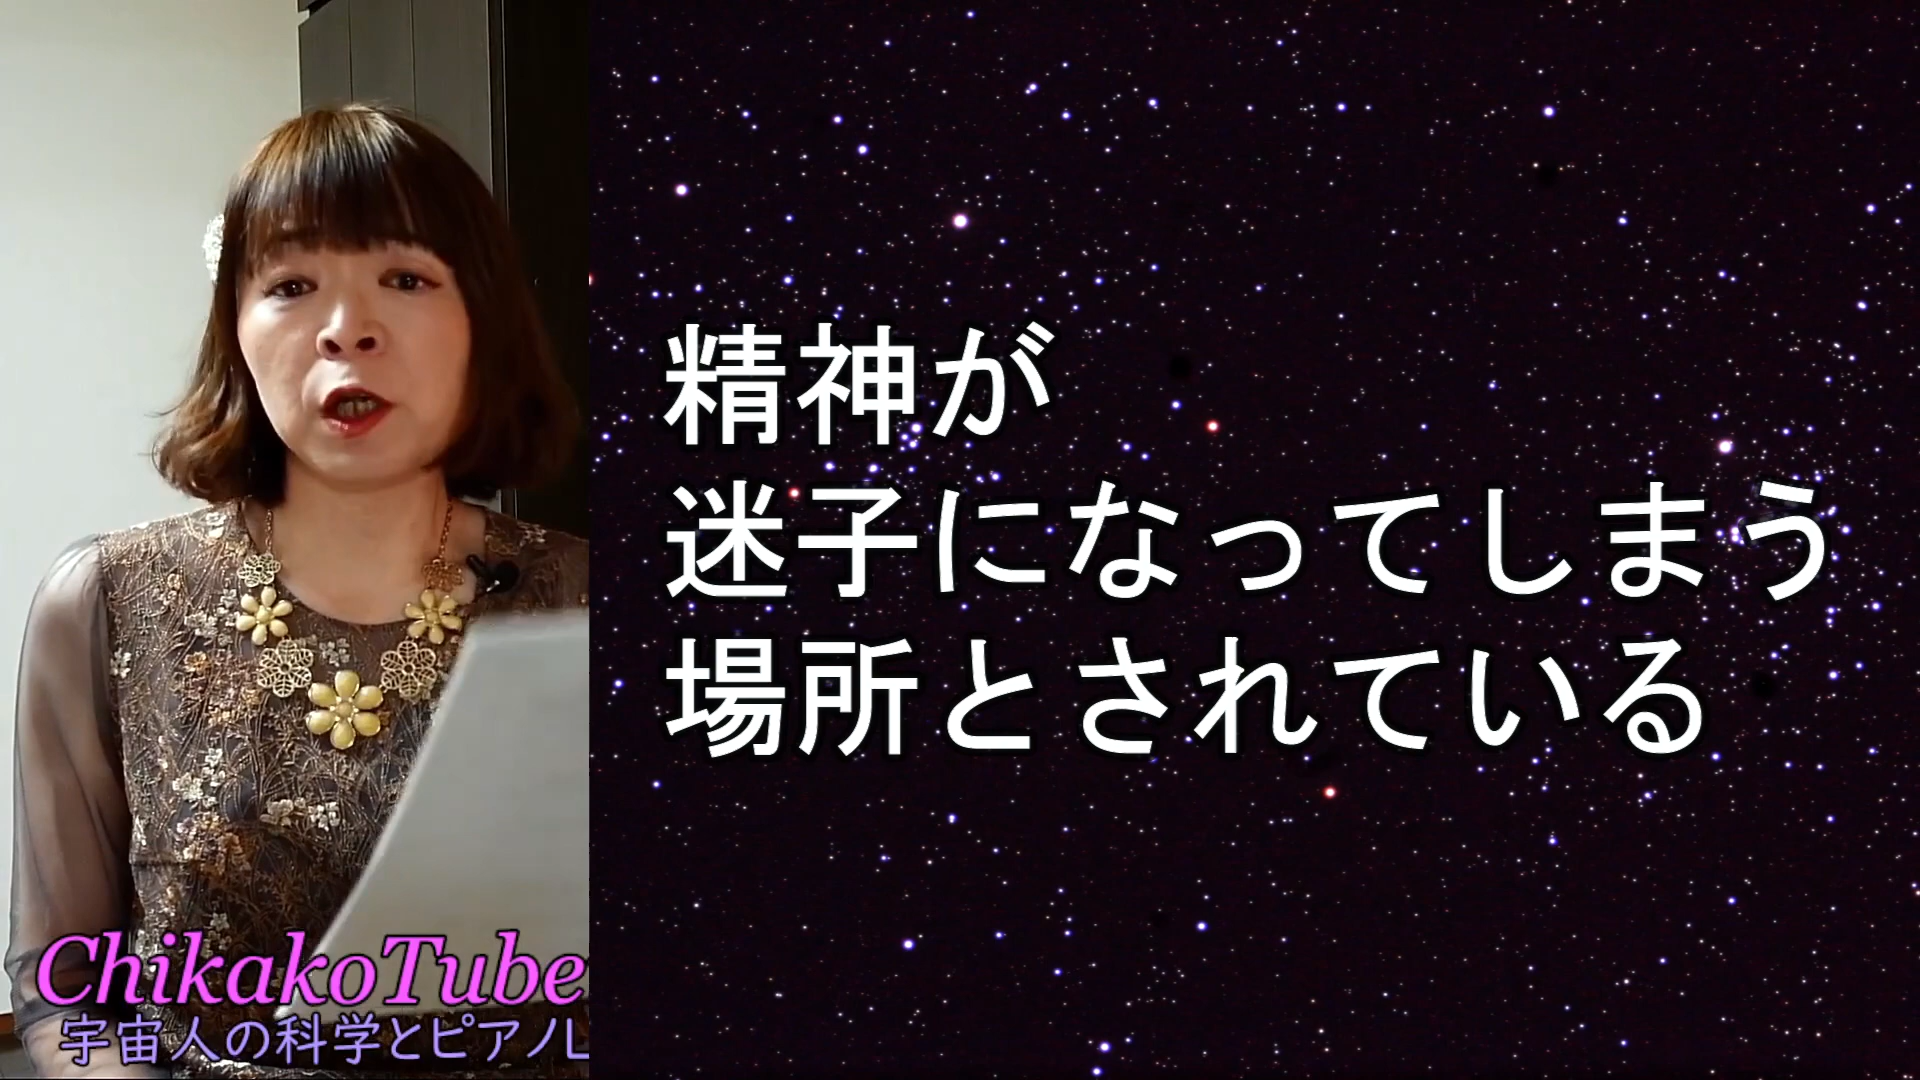 精神が
迷子になってしまう
場所とされている
ChikakoTube
宇宙人の科学とピアノ